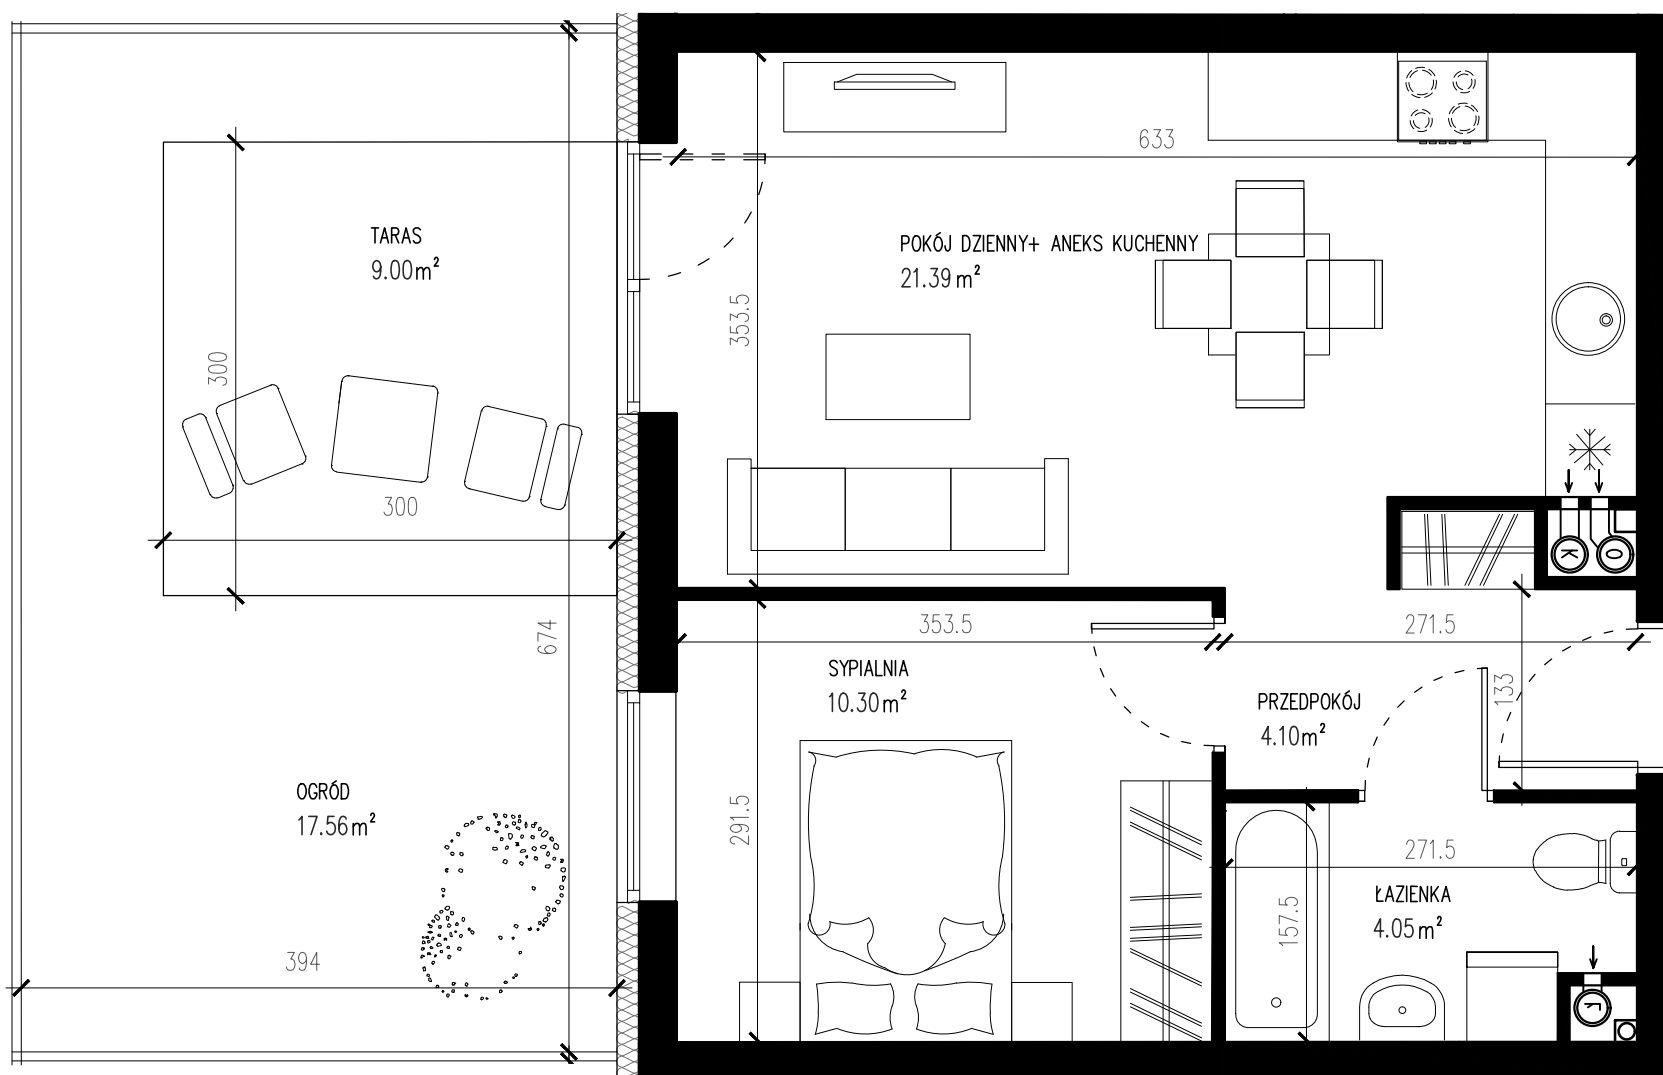 633
TARAS
9.00m²
POKÓJ DZIENNY+ ANEKS KUCHENNY
21.39m²
353.5
300
300
K
O
674
353.5
271.5
SYPIALNIA
10.30m²
PRZEDPOKÓJ
4.10m²
133
OGRÓD
17.56m²
291.5
271.5
ŁAZIENKA
4.05m²
157.5
394